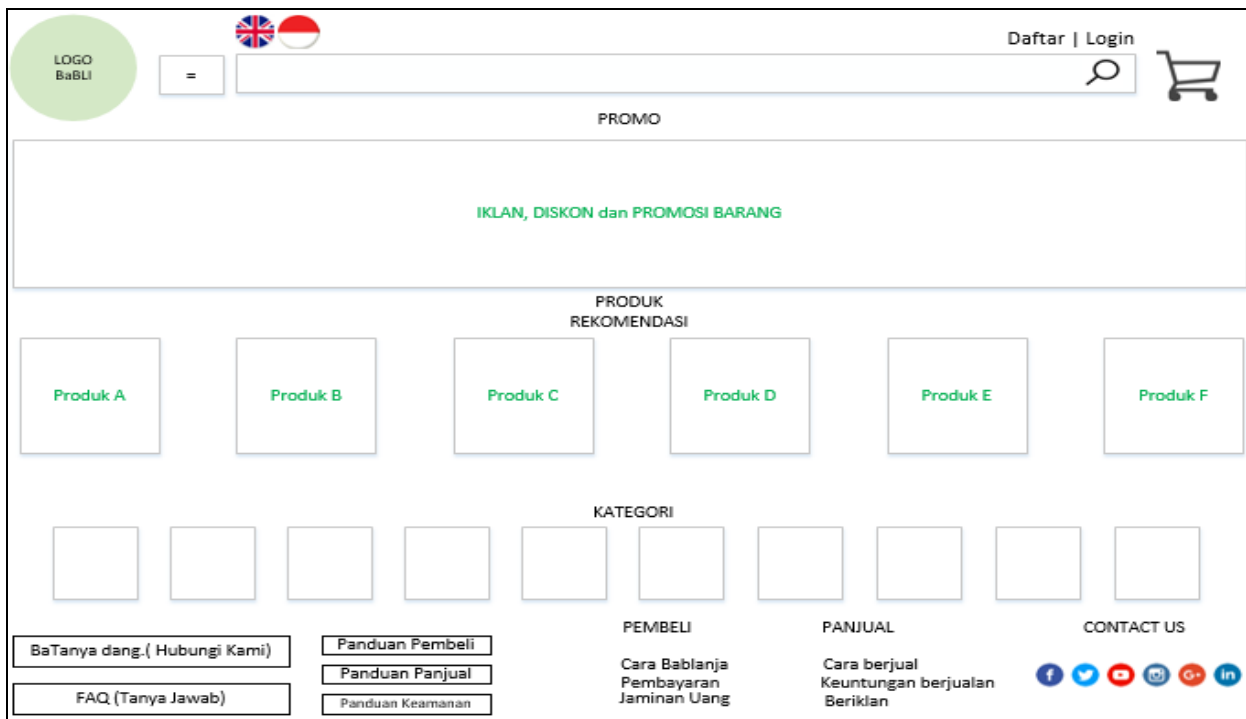 LOGO
BaBLI
=
Daftar | Login
PROMO
IKLAN, DISKON dan PROMOSI BARANG
PRODUK
REKOMENDASI
Produk A
Produk B
Produk C
Produk D
Produk E
Produk F
KATEGORI
BaTanya dang.( Hubungi Kami)
FAQ (Tanya Jawab)
Panduan Pembeli
Panduan Panjual
Panduan Keamanan
PEMBELI
Cara Bablanja
Pembayaran
Jaminan Uang
PANJUAL
Cara berjual
Keuntungan berjualan
Beriklan
CONTACT US